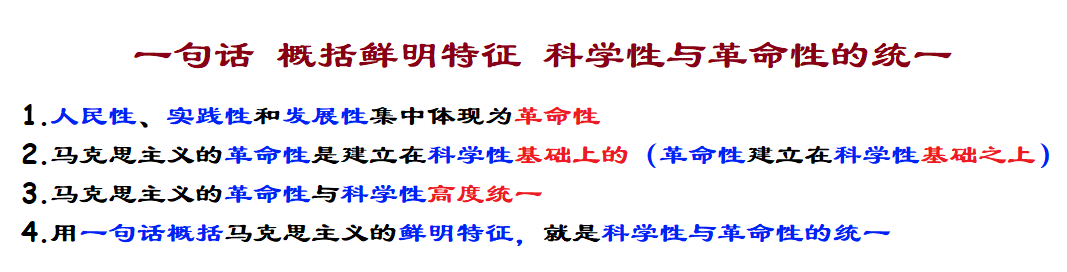 一句话 概括鲜明特征 科学性与革命性的统一
1.人民性、实践性和发展性集中体现为革命性
2.马克思主义的革命性是建立在科学性基础上的（革命性建立在科学性基础之上）
3.马克思主义的革命性与科学性高度统一
4.用一句话概括马克思主义的鲜明特征，就是科学性与革命性的统一